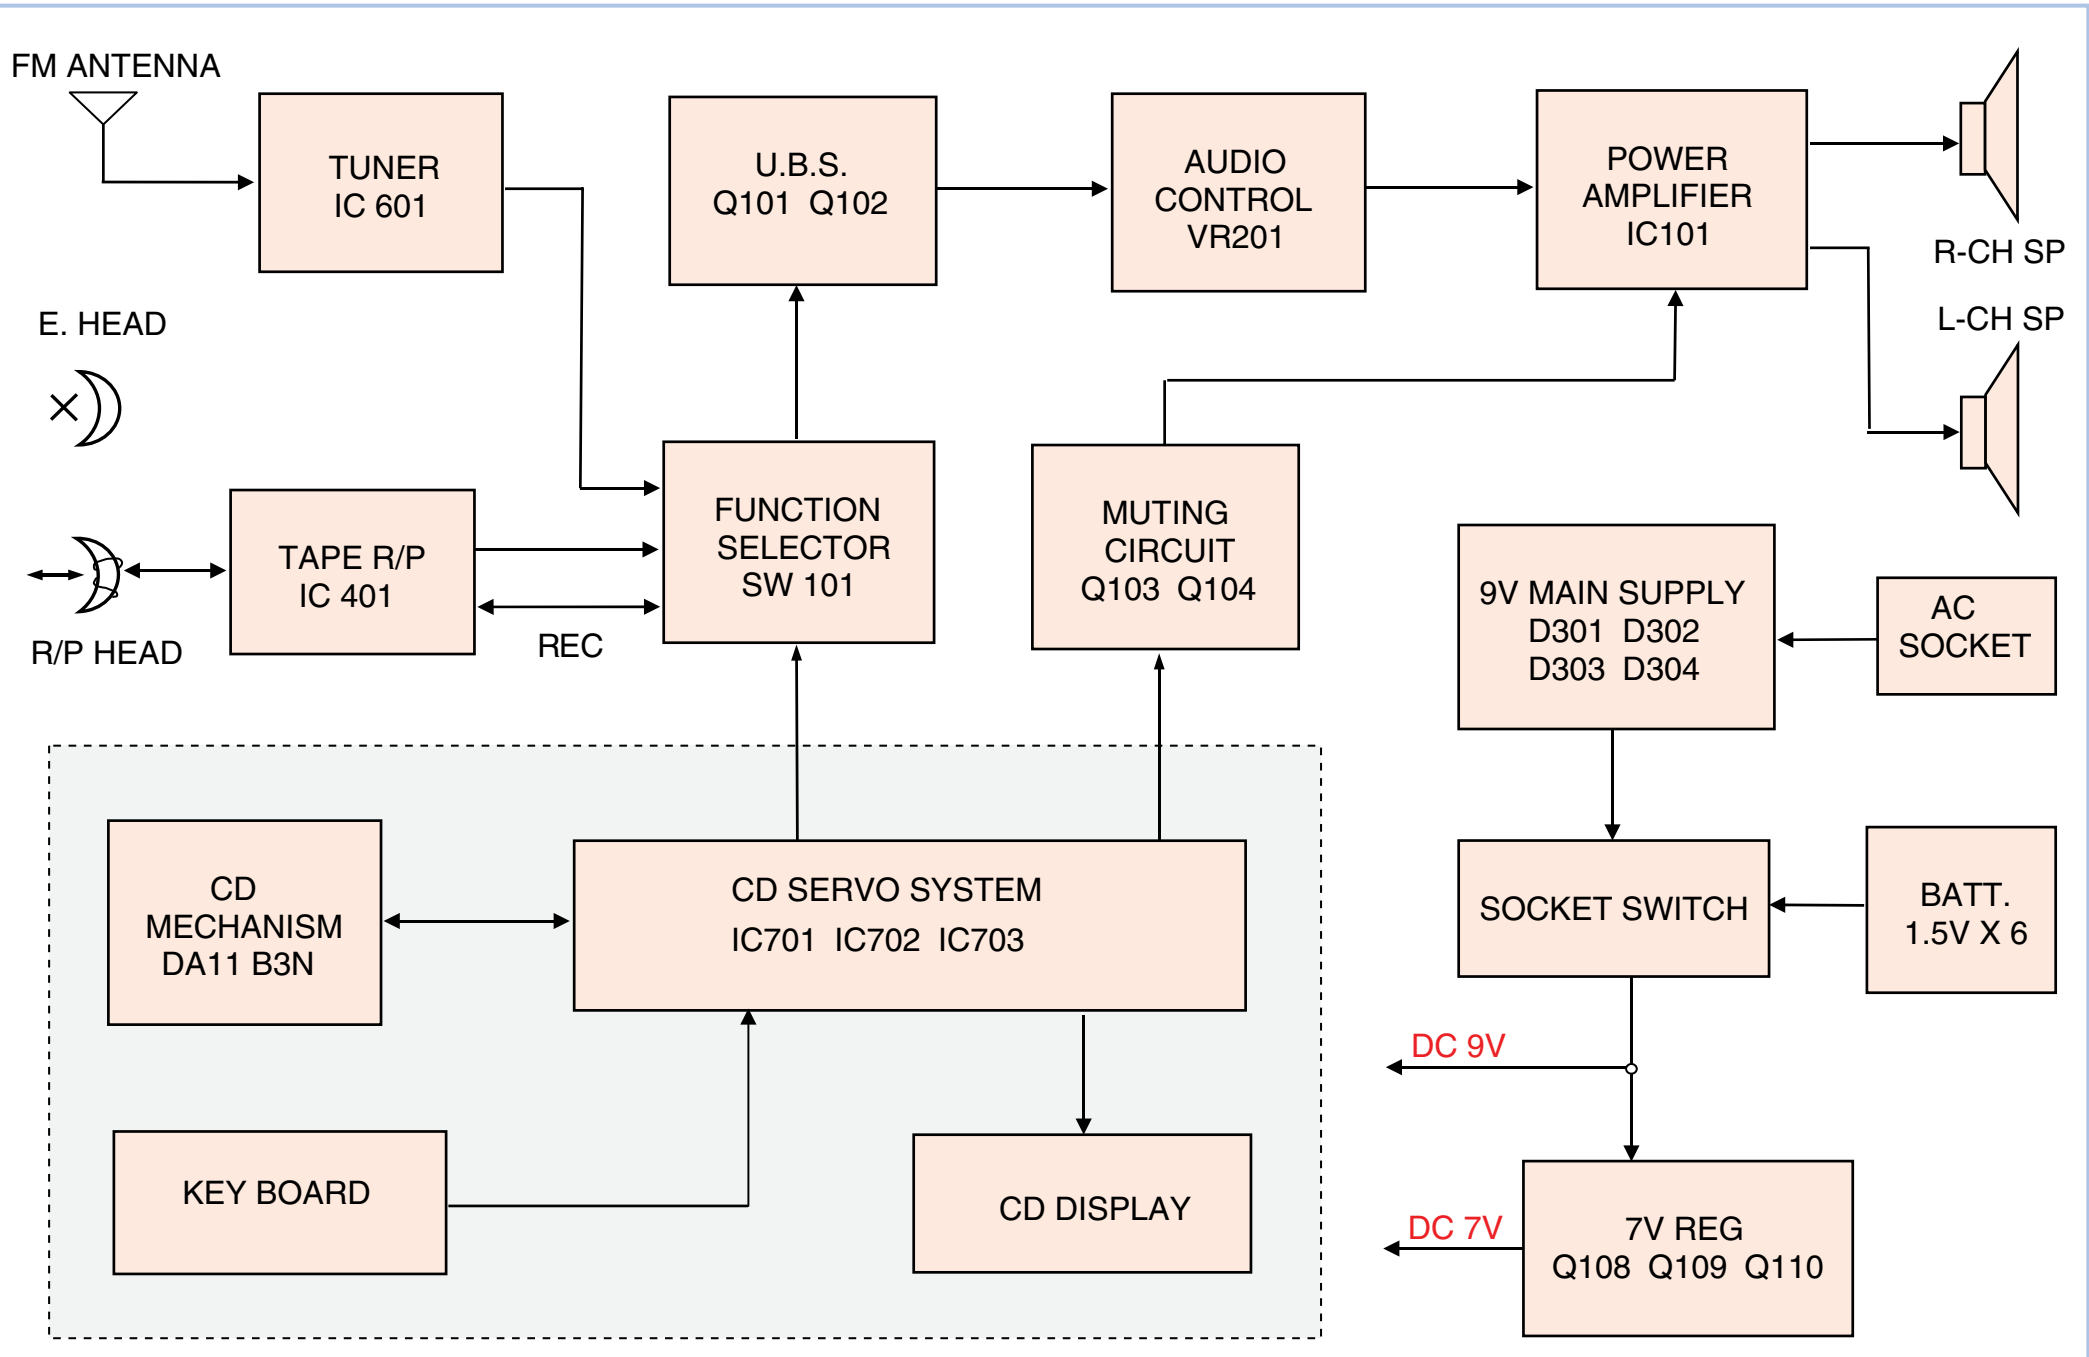 FM ANTENNA
TUNER
IC 601
U.B.S.
Q101 Q102
AUDIO
CONTROL
VR201
POWER
AMPLIFIER
IC101
R-CH SP
L-CH SP
E. HEAD
R/P HEAD
TAPE R/P
IC 401
REC
FUNCTION
SELECTOR
SW 101
MUTING
CIRCUIT
Q103 Q104
9V MAIN SUPPLY
D301 D302
D303 D304
AC
SOCKET
CD
MECHANISM
DA11 B3N
CD SERVO SYSTEM
IC701 IC702 IC703
SOCKET SWITCH
BATT.
1.5V X 6
DC 9V
KEY BOARD
CD DISPLAY
DC 7V
7V REG
Q108 Q109 Q110